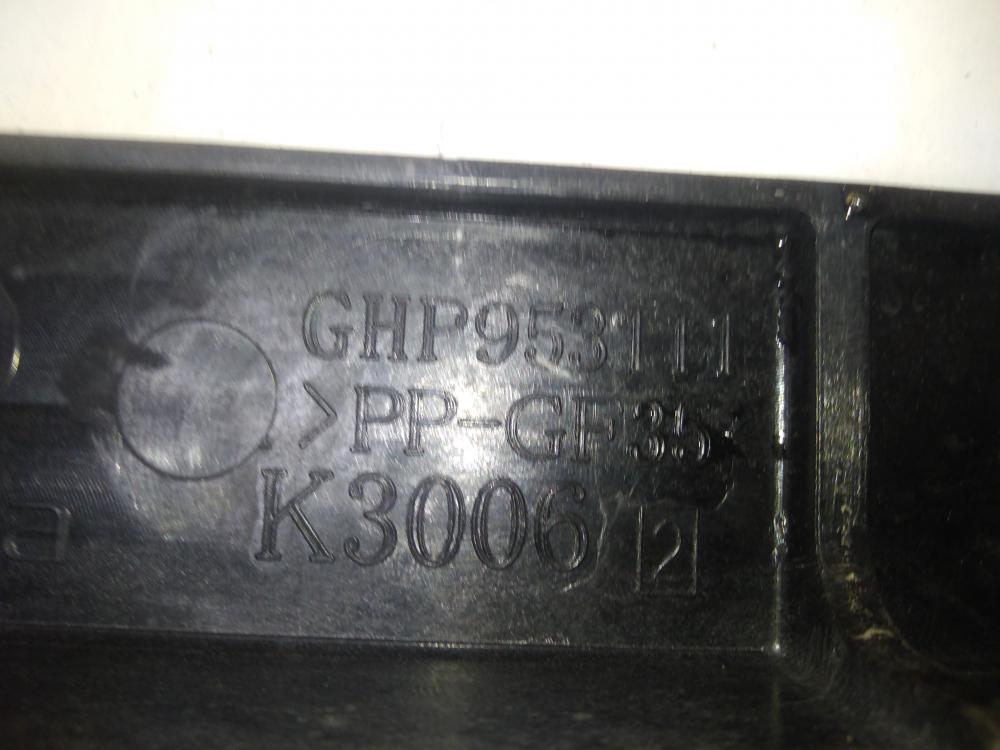 GHP953111
>PP-GF35<
K3006 2
a